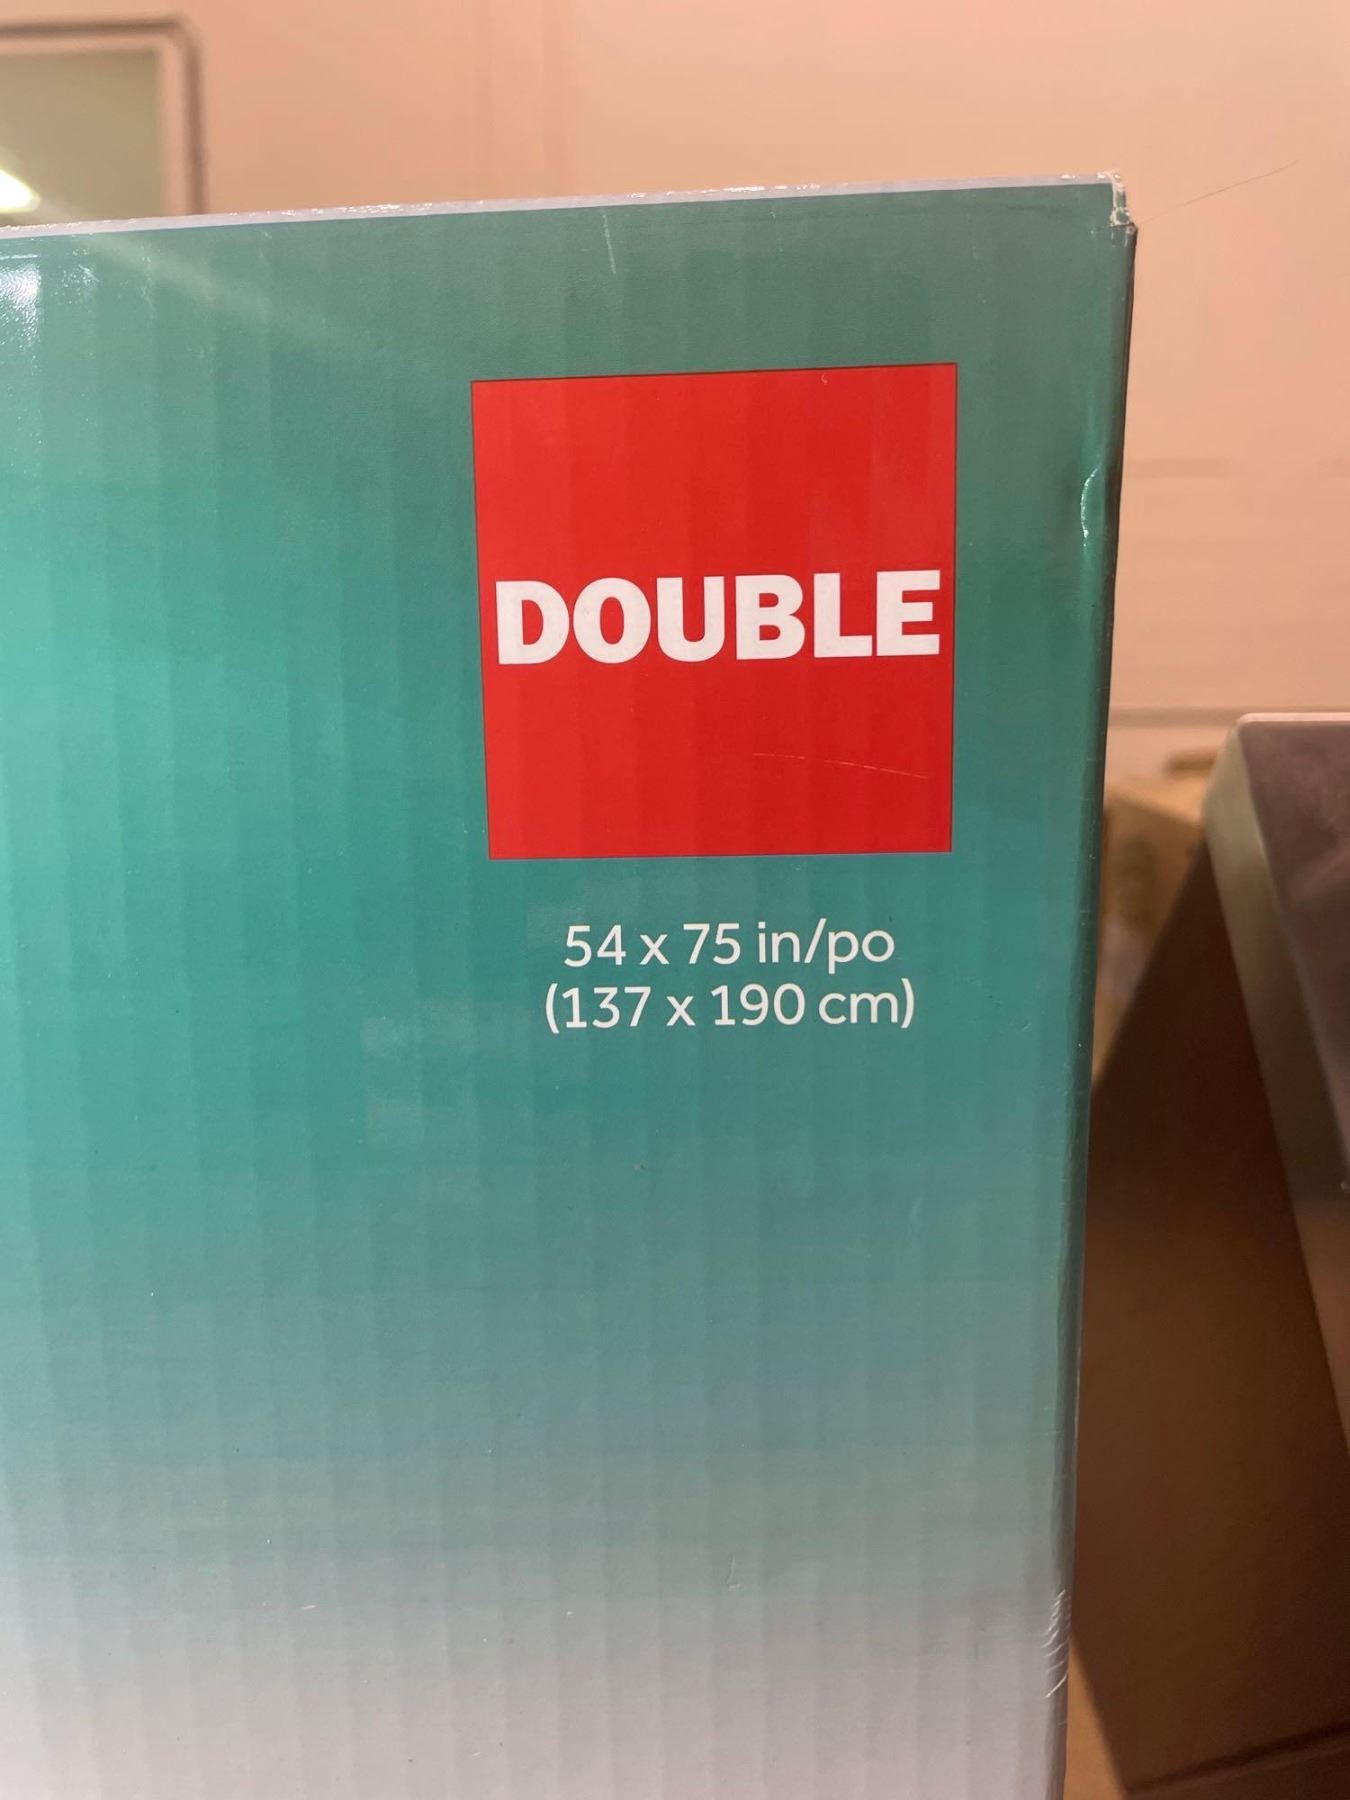 DOUBLE
54 x 75 in/po
(137 x 190 cm)